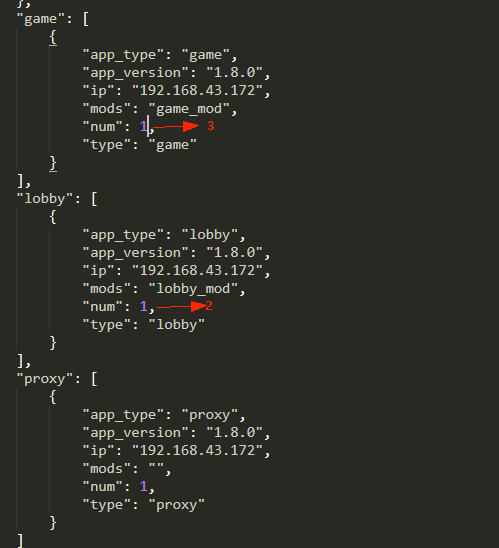 },
"game": [
{
"app_type": "game",
"app_version": "1.8.0",
"ip": "192.168.43.172",
"mods": "game_mod",
"num": 1, 3
"type": "game"
}
],
"lobby": [
{
"app_type": "lobby",
"app_version": "1.8.0",
"ip": "192.168.43.172",
"mods": "lobby_mod",
"num": 1, 2
"type": "lobby"
}
],
"proxy": [
{
"app_type": "proxy",
"app_version": "1.8.0",
"ip": "192.168.43.172",
"mods": "",
"num": 1,
"type": "proxy"
}
]